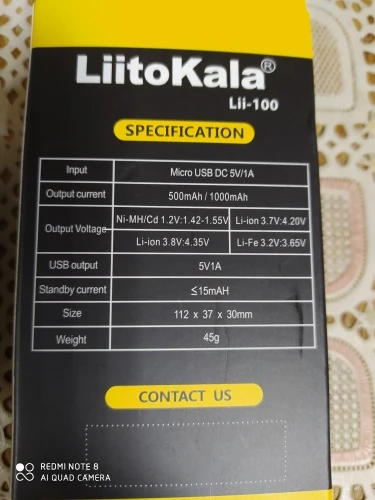 LiitoKala®
Lii-100
SPECIFICATION
Input Micro USB DC 5V/1A
Output current 500mAh / 1000mAh
Output Voltage Ni-MH/Cd 1.2V:1.42-1.55V Li-ion 3.7V:4.20V
Li-ion 3.8V:4.35V Li-Fe 3.2V:3.65V
USB output 5V1A
Standby current ≤15mAH
Size 112 x 37 x 30mm
Weight 45g
CONTACT US
REDMI NOTE 8
AI QUAD CAMERA